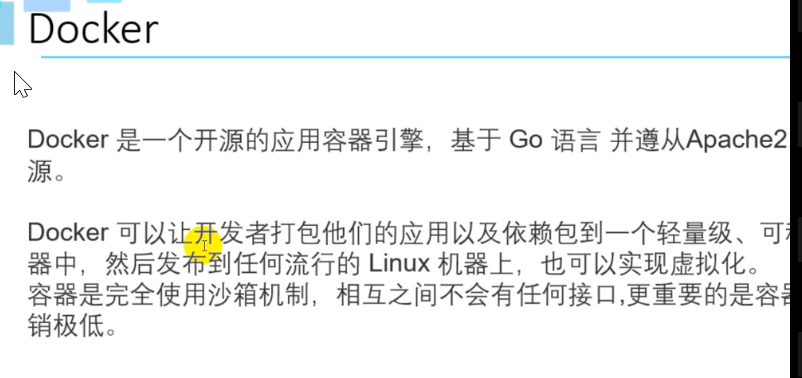 Docker
Docker 是一个开源的应用容器引擎，基于 Go 语言 并遵从Apache2
源。
Docker 可以让开发者打包他们的应用以及依赖包到一个轻量级、可
器中，然后发布到任何流行的 Linux 机器上，也可以实现虚拟化。
容器是完全使用沙箱机制，相互之间不会有任何接口,更重要的是容器
销极低。